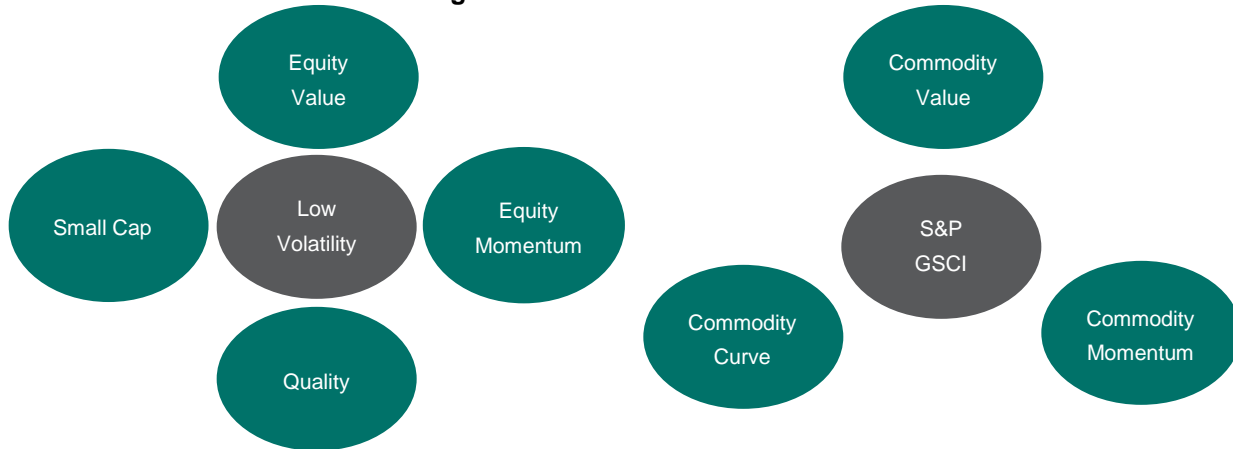 Equity
Value
Small Cap
Low
Volatility
Equity
Momentum
Quality
Commodity
Value
S&P
GSCI
Commodity
Curve
Commodity
Momentum